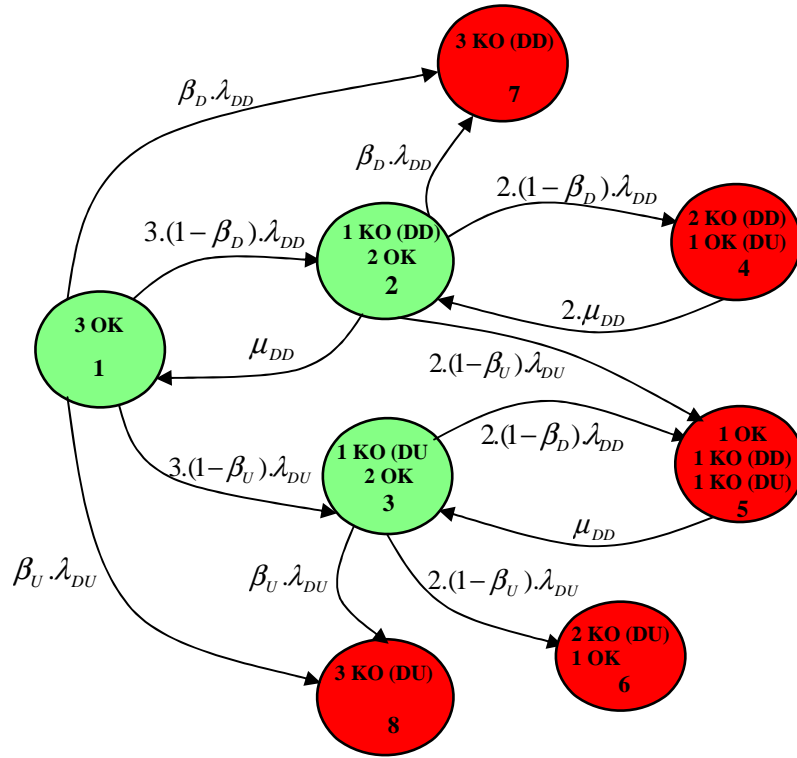 3 KO (DD)
7
β_D.λ_DD
β_D.λ_DD
2.(1−β_D).λ_DD
3.(1−β_D).λ_DD
1 KO (DD)
2 OK
2
2 KO (DD)
1 OK (DU)
4
2.μ_DD
3 OK
1
μ_DD
2.(1−β_U).λ_DU
1 KO (DU
2 OK
3
2.(1−β_D).λ_DD
1 OK
1 KO (DD)
1 KO (DU)
5
3.(1−β_U).λ_DU
μ_DD
β_U.λ_DU
β_U.λ_DU
2.(1−β_U).λ_DU
2 KO (DU)
1 OK
6
3 KO (DU)
8